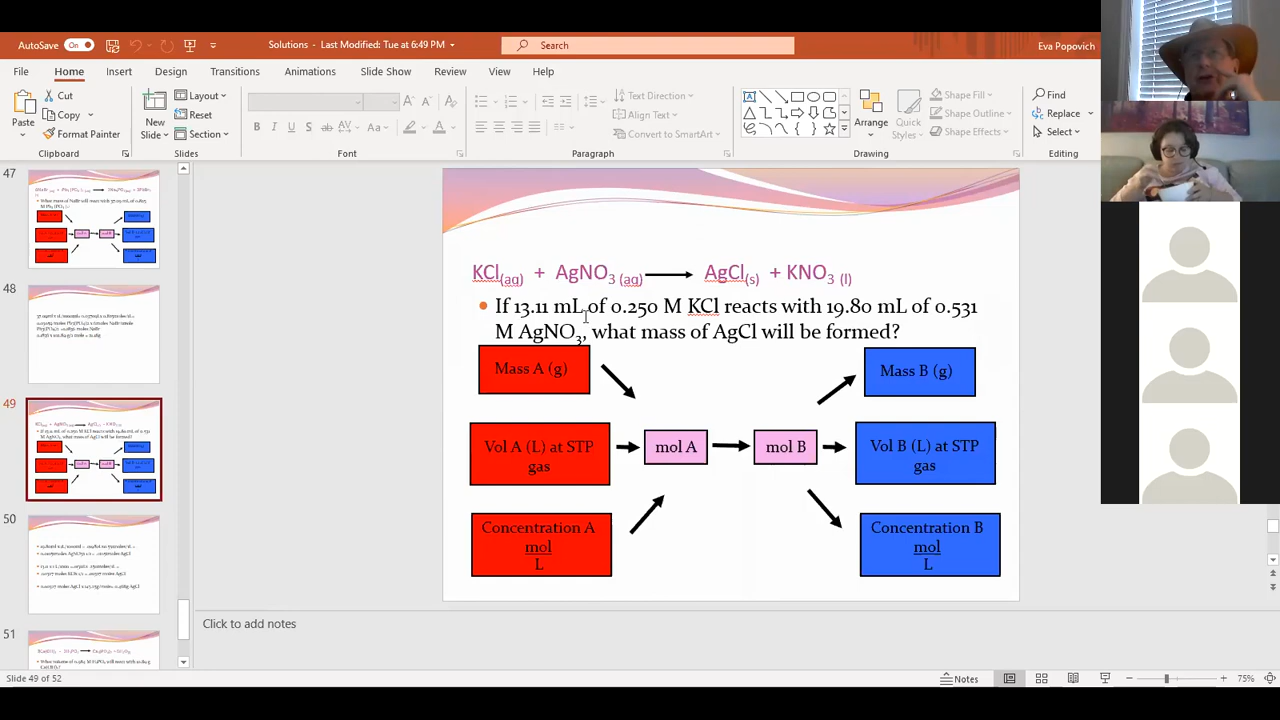 AutoSave On Solutions - Last Modified: Tue at 6:49 PM Search Eva Popovich
File Home Insert Design Transitions Animations Slide Show Review View Help
Paste
Cut
Copy
Format Painter
Clipboard
New Slide
Layout
Reset
Section
Slides
Font
Text Direction
Align Text
Convert to SmartArt
Paragraph
Arrange
Quick Styles
Shape Fill
Shape Outline
Shape Effects
Drawing
Find
Replace
Select
Editing
47
48
49
50
51
KCl(aq) + AgNO3 (aq) AgCl(s) + KNO3 (l)
If 13.11 mL of 0.250 M KCl reacts with 19.80 mL of 0.531
M AgNO3, what mass of AgCl will be formed?
Mass A (g)
Mass B (g)
Vol A (L) at STP
gas
mol A
mol B
Vol B (L) at STP
gas
Concentration A
mol
L
Concentration B
mol
L
Click to add notes
Slide 49 of 52 Notes 75%